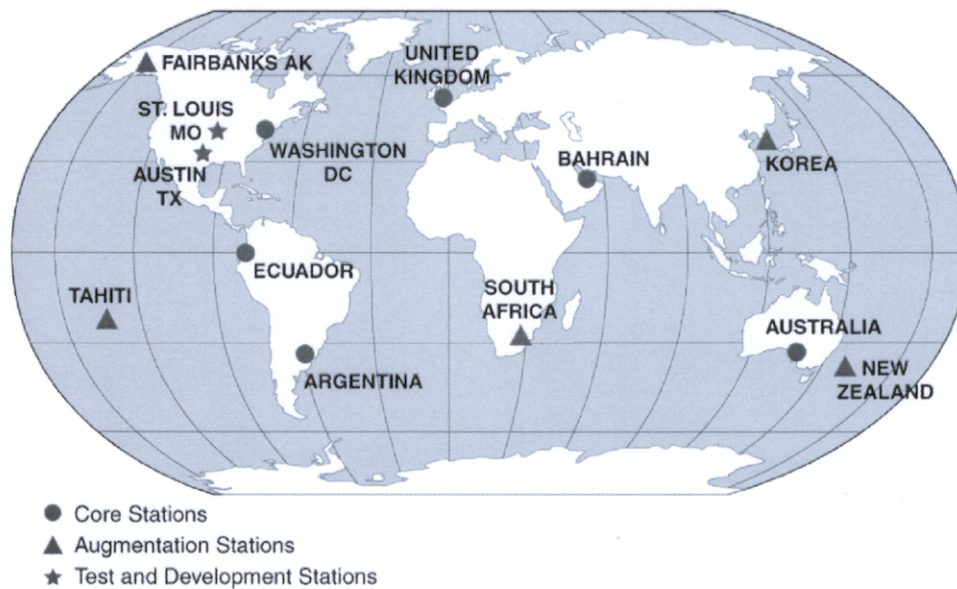 FAIRBANKS AK
UNITED
KINGDOM
ST. LOUIS
MO
WASHINGTON
DC
AUSTIN
TX
BAHRAIN
KOREA
ECUADOR
TAHITI
SOUTH
AFRICA
AUSTRALIA
ARGENTINA
NEW
ZEALAND
Core Stations
Augmentation Stations
Test and Development Stations